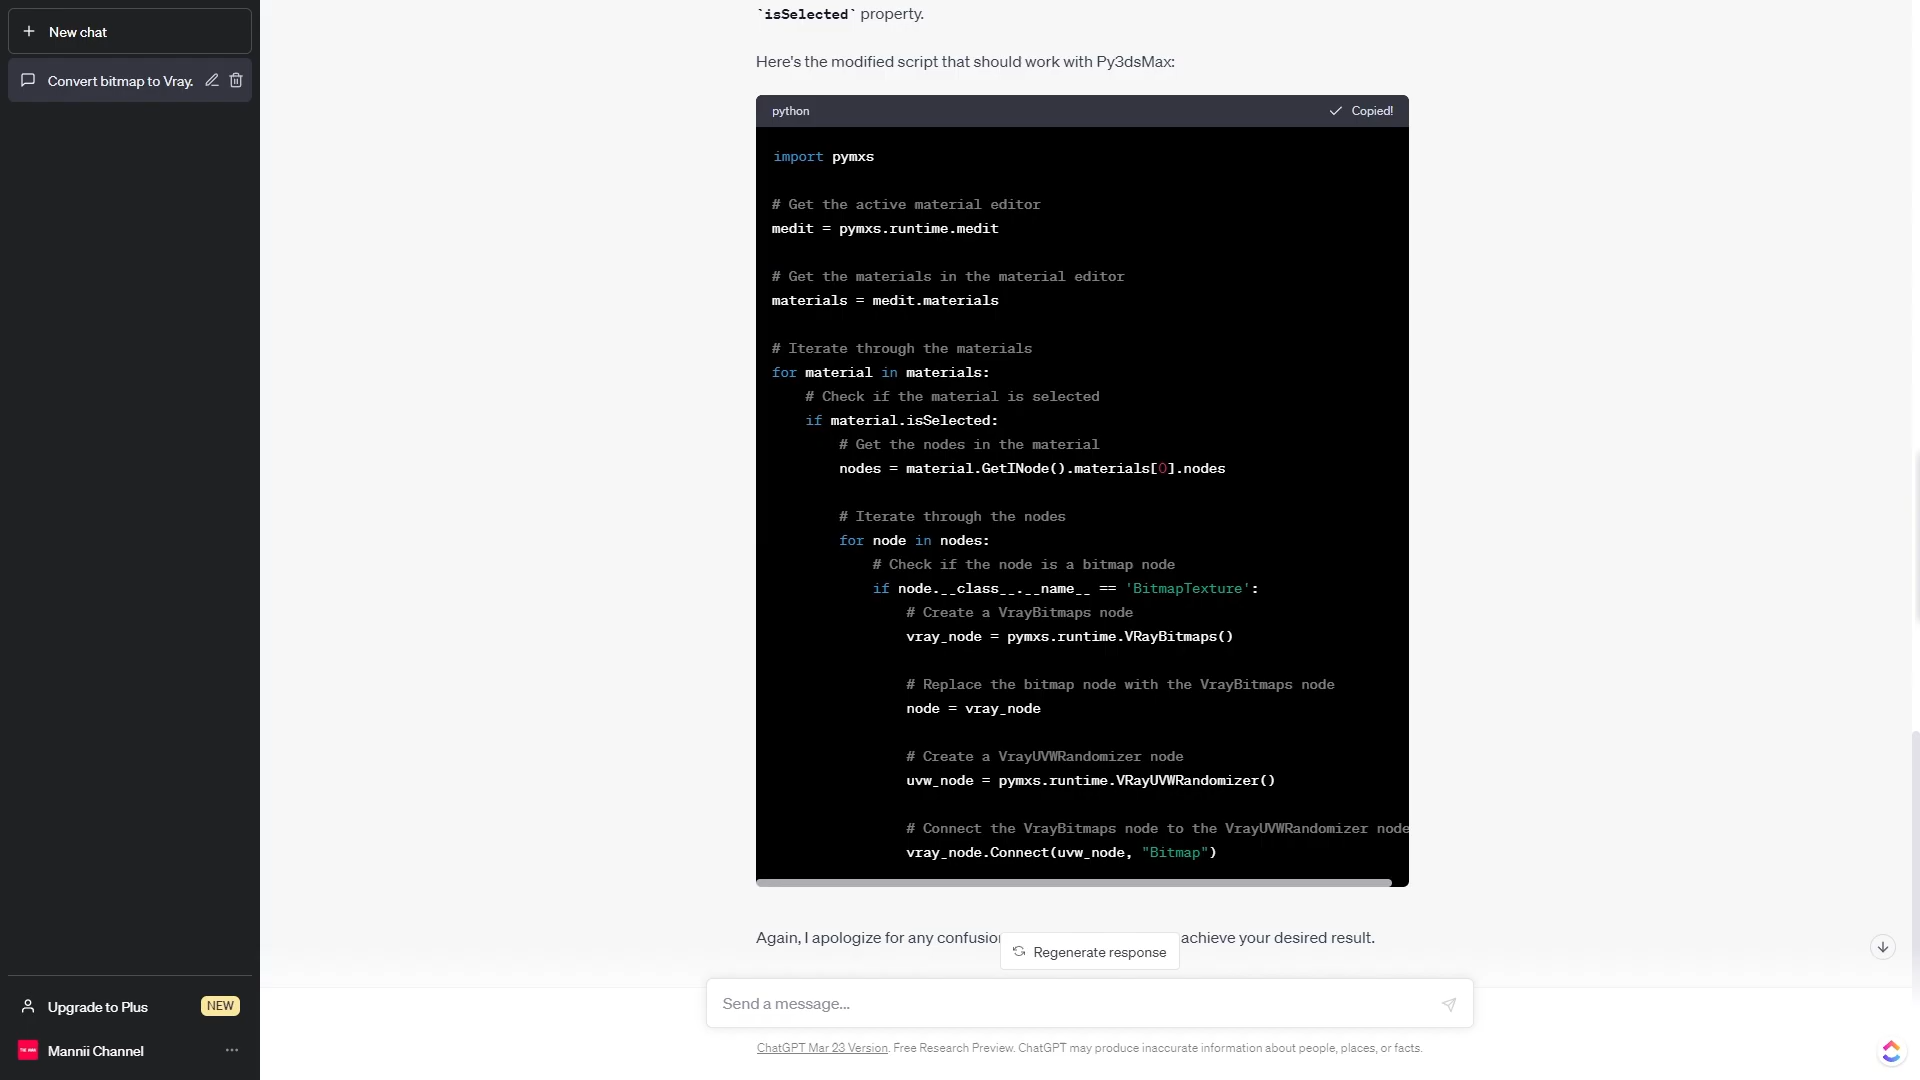 New chat
Convert bitmap to Vray.
`isSelected` property.
Here's the modified script that should work with Py3dsMax:
python
Copied!
import pymxs
# Get the active material editor
medit = pymxs.runtime.medit
# Get the materials in the material editor
materials = medit.materials
# Iterate through the materials
for material in materials:
# Check if the material is selected
if material.isSelected:
# Get the nodes in the material
nodes = material.GetINode().materials[0].nodes
# Iterate through the nodes
for node in nodes:
# Check if the node is a bitmap node
if node.__class__.__name__ == 'BitmapTexture':
# Create a VrayBitmaps node
vray_node = pymxs.runtime.VRayBitmaps()
# Replace the bitmap node with the VrayBitmaps node
node = vray_node
# Create a VrayUVWRandomizer node
uvw_node = pymxs.runtime.VRayUVWRandomizer()
# Connect the VrayBitmaps node to the VrayUVWRandomizer node
vray_node.Connect(uvw_node, "Bitmap")
Again, I apologize for any confusion achieve your desired result.
Regenerate response
Send a message...
ChatGPT Mar 23 Version. Free Research Preview. ChatGPT may produce inaccurate information about people, places, or facts.
Upgrade to Plus
NEW
Mannii Channel